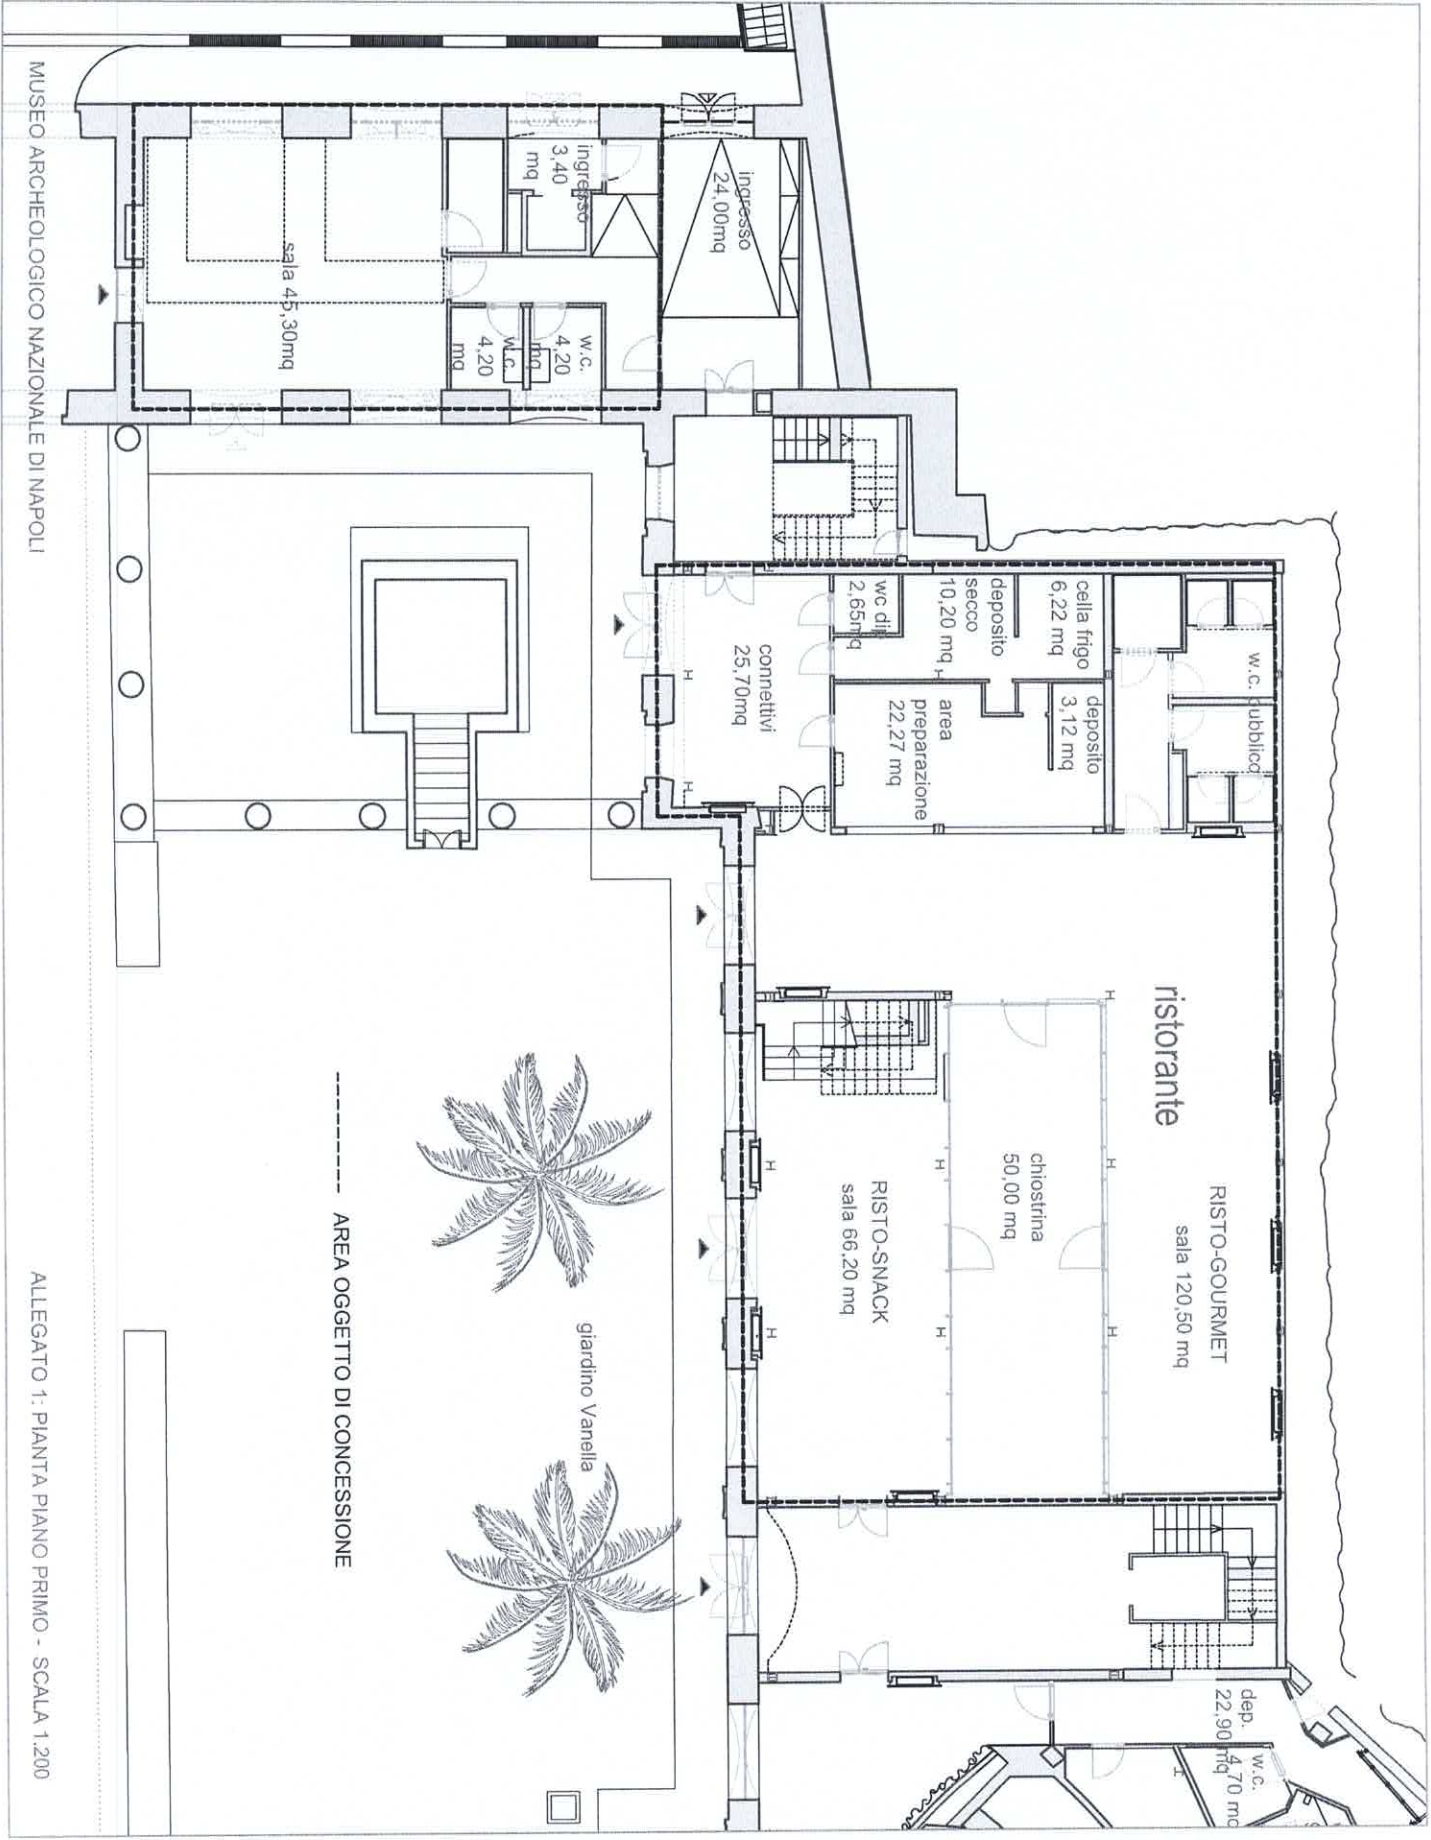 MUSEO ARCHEOLOGICO NAZIONALE DI NAPOLI
ALLEGATO 1: PIANTA PIANO PRIMO - SCALA 1.200
ingresso
24,00mq
ingresso
3,40
mq
sala 45,30mq
w.c.
4,20
mq
w.c.
4,20
mq
cella frigo
6,22 mq
deposito
secco
10,20 mq
wc dip
2,65mq
connettivi
25,70mq
w.c. pubblico
deposito
3,12 mq
area
preparazione
22,27 mq
ristorante
RISTO-GOURMET
sala 120,50 mq
chiostrina
50,00 mq
RISTO-SNACK
sala 66,20 mq
giardino Vanella
AREA OGGETTO DI CONCESSIONE
dep.
22,90 mq
w.c.
4,70 mq